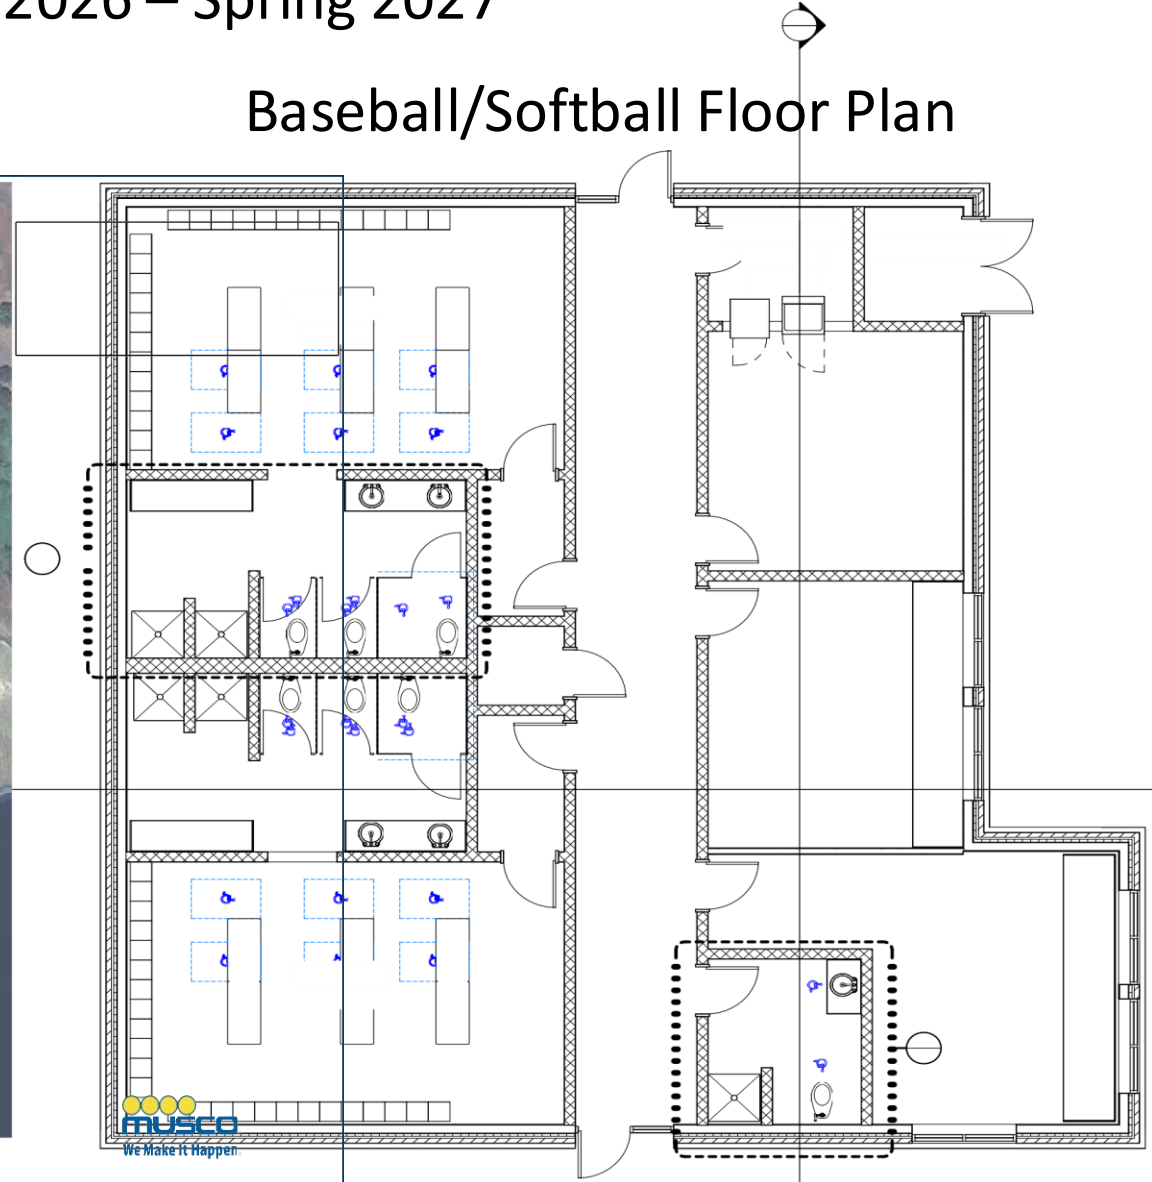 2026 – Spring 2027
Baseball/Softball Floor Plan
MUSCO
We Make It Happen.